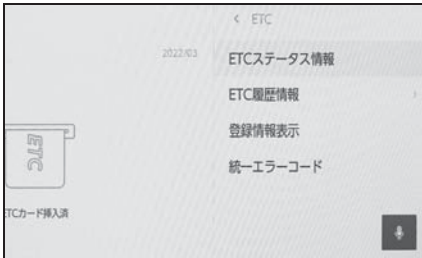 < ETC
2022/03
ETCステータス情報
ETC履歴情報
登録情報表示
統一エラーコード
ETC
ETCカード挿入済